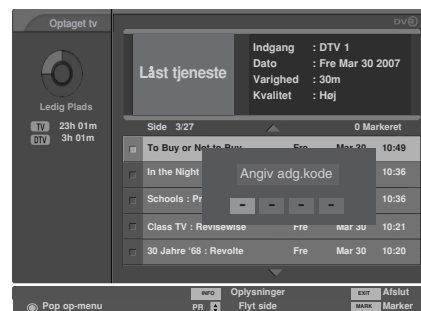 Optaget tv
DVB
Ledig Plads
TV 23h 01m
DTV 3h 01m
Låst tjeneste
Indgang : DTV 1
Dato : Fre Mar 30 2007
Varighed : 30m
Kvalitet : Høj
Side 3/27
0 Markeret
To Buy or Not to Buy Fre Mar 30 10:49
In the Night 10:36
Schools : Pr 10:36
Class TV : Revisewise Fre Mar 30 10:21
30 Jahre '68 : Revolte Fre Mar 30 10:20
Angiv adg.kode
- - - -
INFO Oplysninger
EXIT Afslut
Pop op-menu
PR Flyt side
MARK Marker